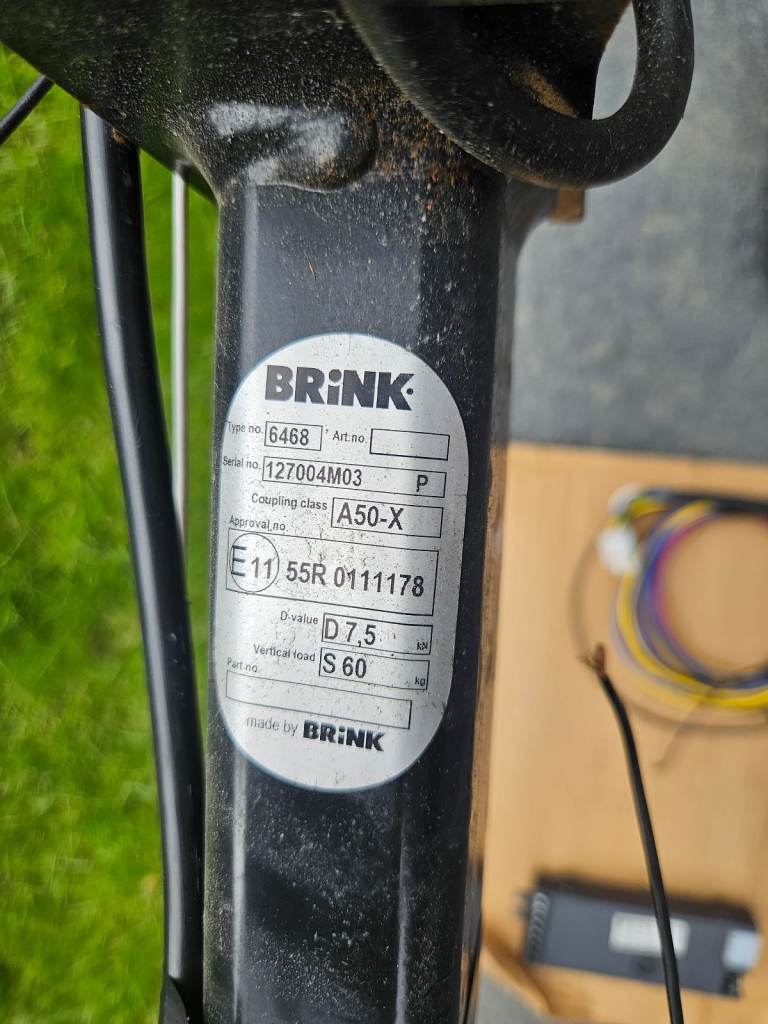 BRiNK
Type no. 6468 Art.no.
Serial no. 127004M03 P
Coupling class A50-X
Approval no.
E11 55R 0111178
D-value D 7,5 kN
Vertical load S 60 kg
Part no.
made by BRiNK